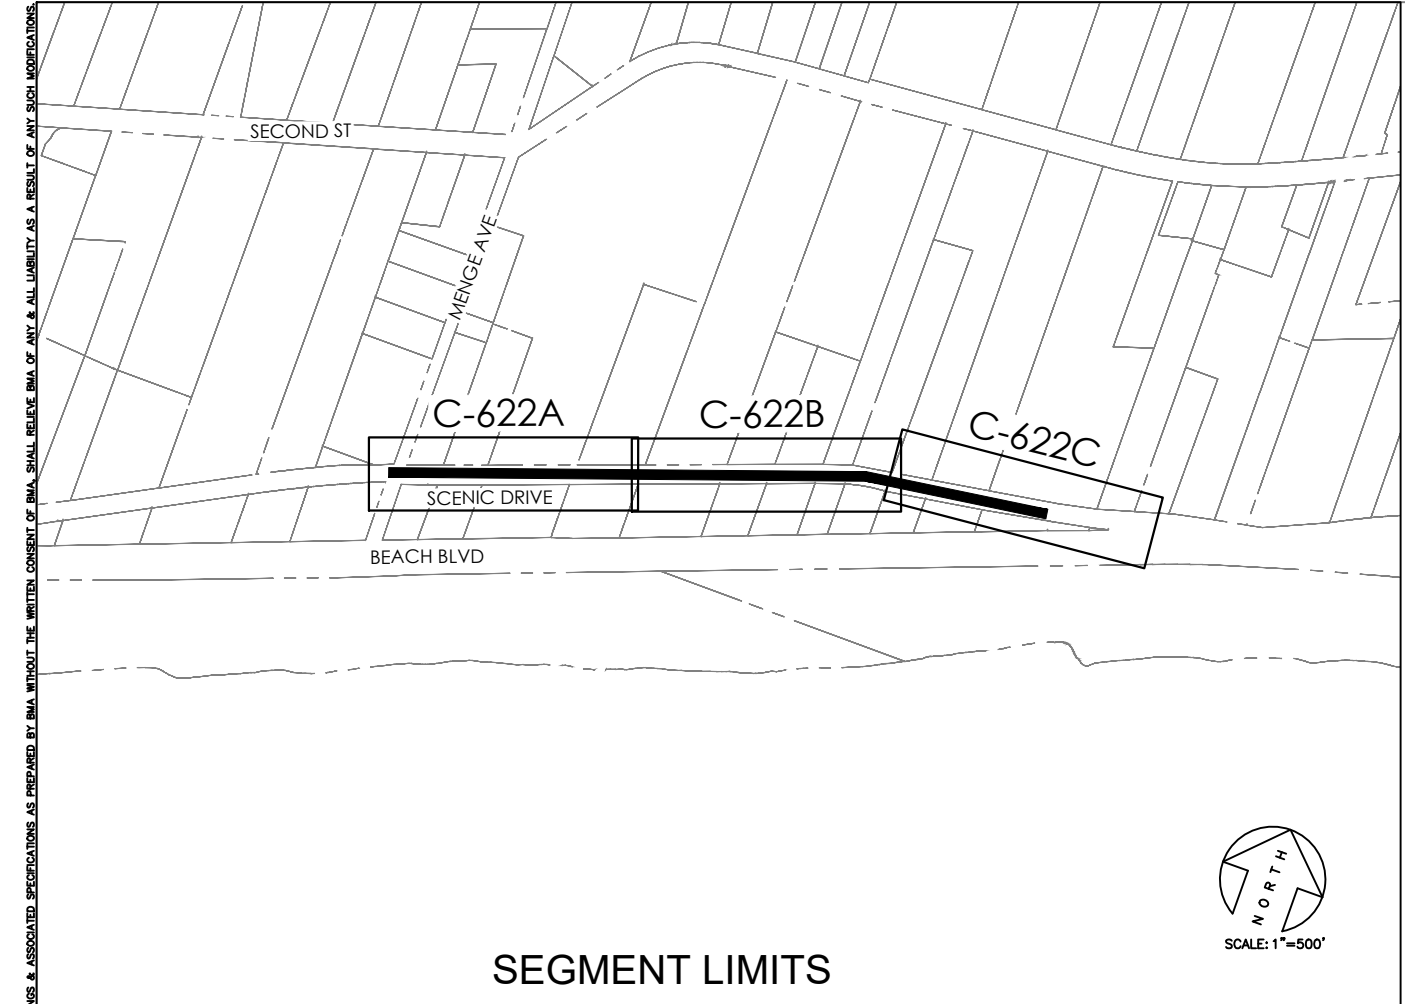 NGS & ASSOCIATED SPECIFICATIONS AS PREPARED BY BMA WITHOUT THE WRITTEN CONSENT OF BMA, SHALL RELIEVE BMA OF ANY & ALL LIABILITY AS A RESULT OF ANY SUCH MODIFICATIONS.
SECOND ST
MENGE AVE
C-622A
C-622B
C-622C
SCENIC DRIVE
BEACH BLVD
NORTH
SCALE: 1"=500'
SEGMENT LIMITS